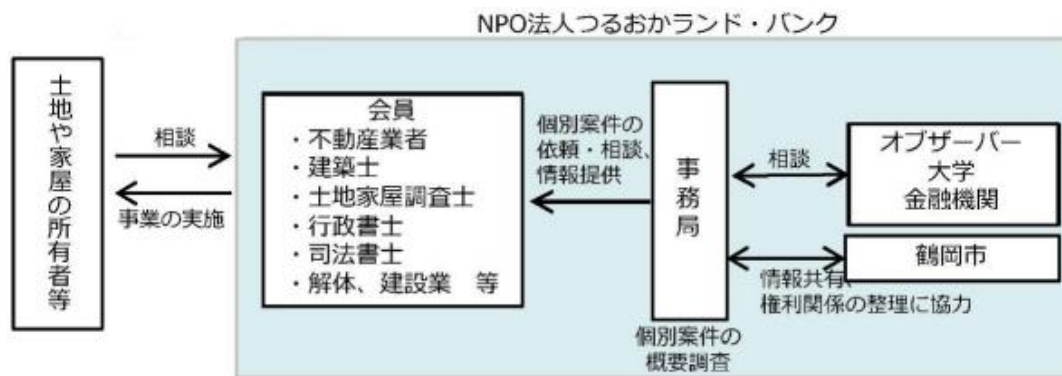 NPO法人つるおかランド・バンク
土地や家屋の所有者等
相談
事業の実施
会員
・不動産業者
・建築士
・土地家屋調査士
・行政書士
・司法書士
・解体、建設業　等
個別案件の
依頼・相談、
情報提供
事務局
個別案件の
概要調査
相談
オブザーバー
大学
金融機関
鶴岡市
情報共有、
権利関係の整理に協力